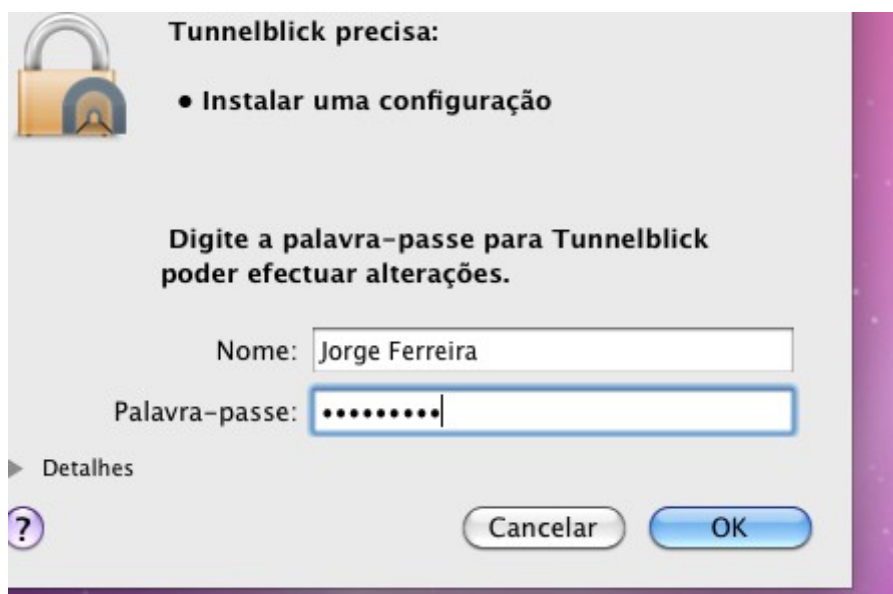 Tunnelblick precisa:
• Instalar uma configuração
Digite a palavra-passe para Tunnelblick
poder efectuar alterações.
Nome: Jorge Ferreira
Palavra-passe: •••••••••
Detalhes
?
Cancelar OK